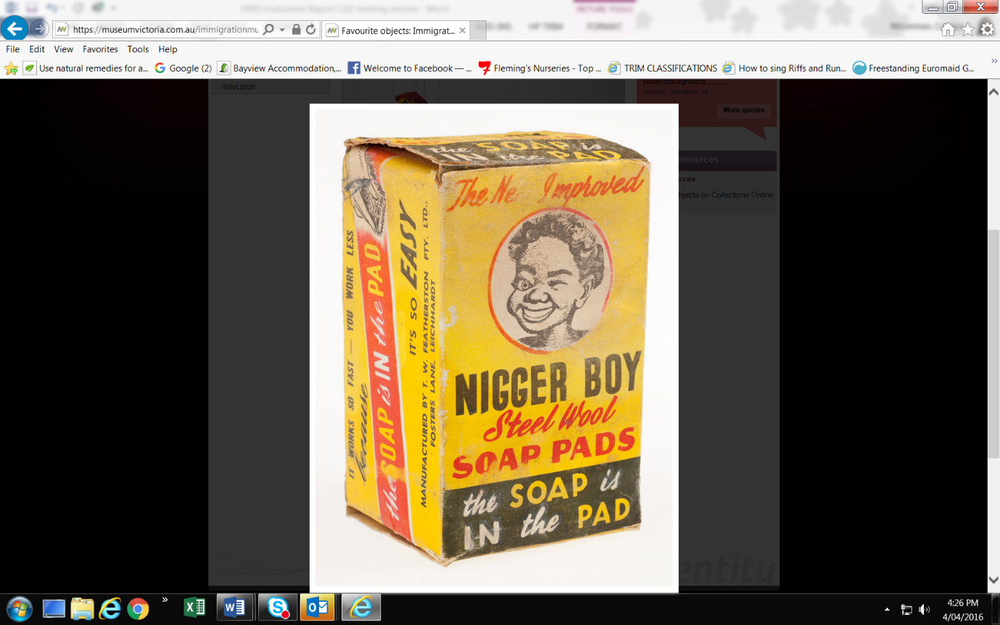 https://museumvictoria.com.au/immigrationmu
Favourite objects: Immigrat...
File Edit View Favorites Tools Help
Use natural remedies for a...
Google (2)
Bayview Accommodation,...
Welcome to Facebook — ...
Fleming's Nurseries - Top ...
TRIM CLASSIFICATIONS
How to sing Riffs and Run...
Freestanding Euromaid G...
Education
polish background...........
Andrew, Tasmania, 39
More quotes
resources
bjects on Collections Online
the SOAP is
IN the PAD
The Ne Improved
NIGGER BOY
Steel Wool
SOAP PADS
the SOAP is
IN the PAD
IT WORKS SO FAST — YOU WORK LESS
because
the SOAP is IN the PAD
IT'S SO EASY
MANUFACTURED BY T. W. FEATHERSTON PTY. LTD.,
FOSTERS LANE, LEICHHARDT
entity
4:26 PM
4/04/2016